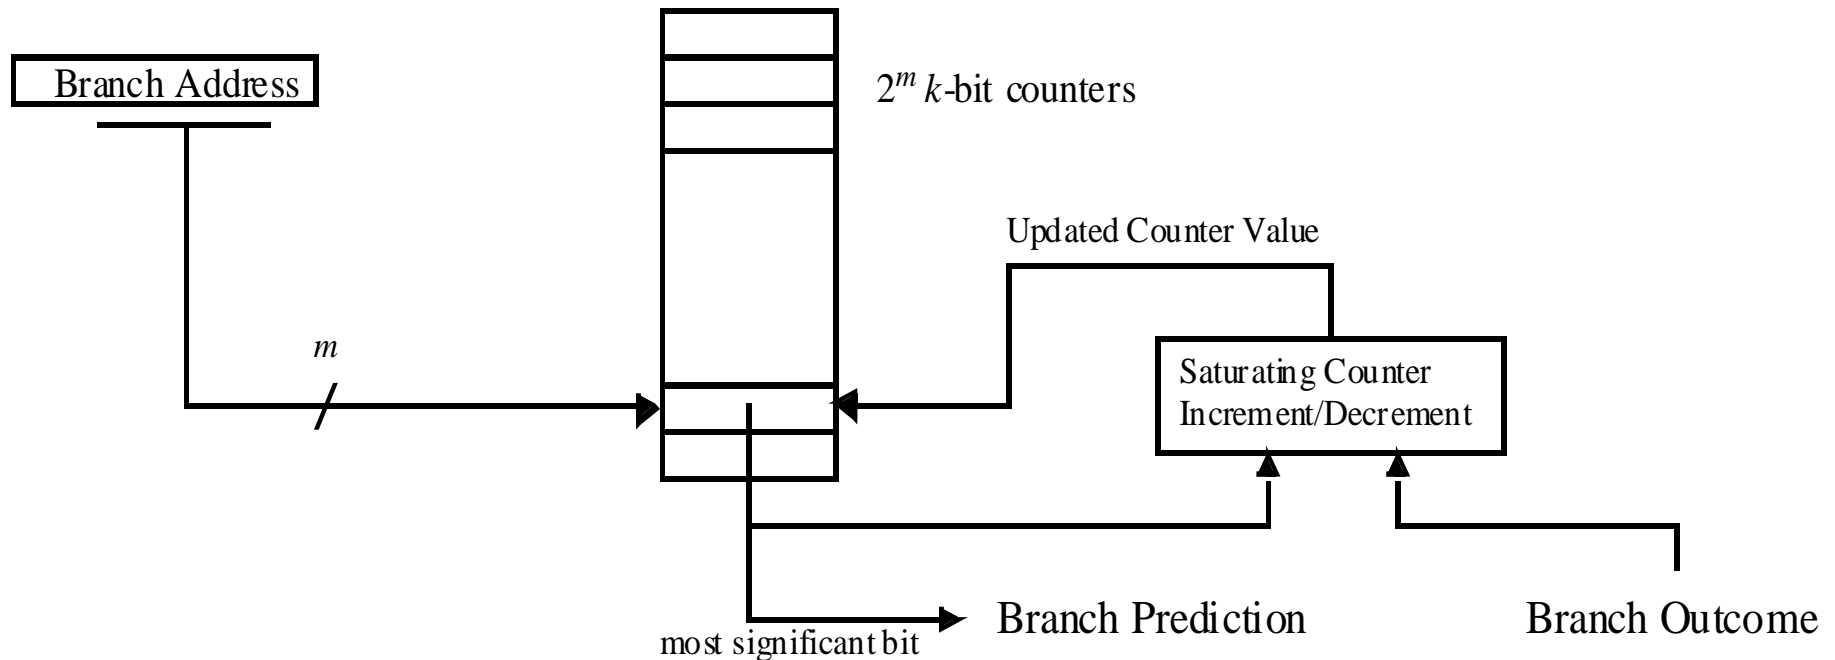 Branch Address
2^m k-bit counters
Updated Counter Value
m
Saturating Counter
Increment/Decrement
Branch Prediction
Branch Outcome
most significant bit